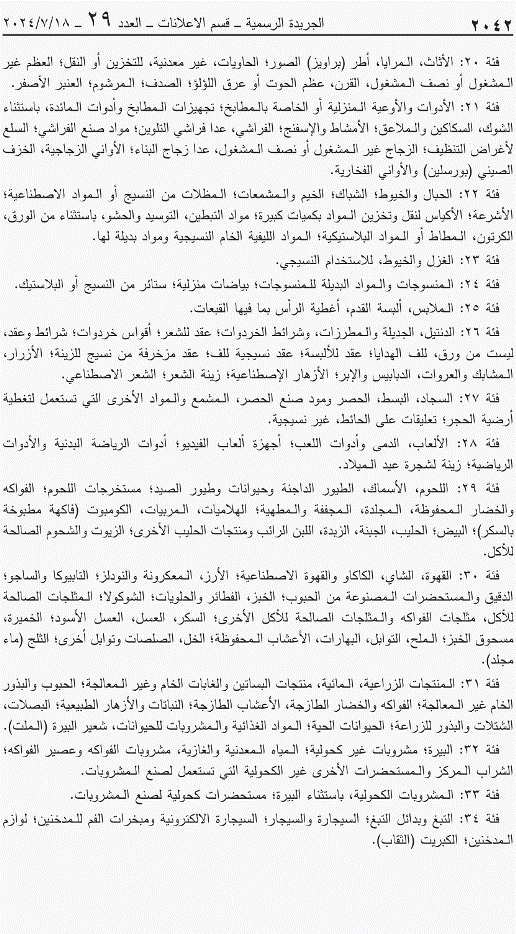 ٢٠٤٢ الجريدة الرسمية ــ قسم الاعلانات ــ العدد ٢٩ ــ ٢٠٢٤/٧/١٨
فئة ٢٠: الأثاث، المرايا، أطر (براويز) الصور؛ الحاويات، غير معدنية، للتخزين أو النقل؛ العظم غير
المشغول أو نصف المشغول، القرن، عظم الحوت أو عرق اللؤلؤ؛ الصدف؛ المرشوم؛ العنبر الأصفر.
فئة ٢١: الأدوات والأوعية المنزلية أو الخاصة بالمطابخ؛ تجهيزات المطابخ وأدوات المائدة، باستثناء
الشوك، السكاكين والملاعق؛ الأمشاط والإسفنج؛ الفراشي، عدا فراشي التلوين؛ مواد صنع الفراشي؛ السلع
لأغراض التنظيف؛ الزجاج غير المشغول أو نصف المشغول، عدا زجاج البناء؛ الأواني الزجاجية، الخزف
الصيني (بورسلين) والأواني الفخارية.
فئة ٢٢: الحبال والخيوط؛ الشباك؛ الخيم والمشمعات؛ المظلات من النسيج أو المواد الاصطناعية؛
الأشرعة؛ الأكياس لنقل وتخزين المواد بكميات كبيرة؛ مواد التبطين، التوسيد والحشو، باستثناء من الورق،
الكرتون، المطاط أو المواد البلاستيكية؛ المواد الليفية الخام النسيجية ومواد بديلة لها.
فئة ٢٣: الغزل والخيوط، للاستخدام النسيجي.
فئة ٢٤: المنسوجات والمواد البديلة للمنسوجات؛ بياضات منزلية؛ ستائر من النسيج أو البلاستيك.
فئة ٢٥: الملابس، ألبسة القدم، أغطية الرأس بما فيها القبعات.
فئة ٢٦: الدنتيل، الجديلة والمطرزات، وشرائط الخردوات؛ عقد للشعر؛ أقواس خردوات؛ شرائط وعقد،
ليست من ورق، للف الهدايا؛ عقد للألبسة؛ عقد نسيجية للف؛ عقد مزخرفة من نسيج للزينة؛ الأزرار،
المشابك والعروات، الدبابيس والإبر؛ الأزهار الإصطناعية؛ زينة الشعر؛ الشعر الاصطناعي.
فئة ٢٧: السجاد، البسط، الحصر ومود صنع الحصر، المشمع والمواد الأخرى التي تستعمل لتغطية
أرضية الحجر؛ تعليقات على الحائط، غير نسيجية.
فئة ٢٨: الألعاب، الدمى وأدوات اللعب؛ أجهزة ألعاب الفيديو؛ أدوات الرياضة البدنية والأدوات
الرياضية؛ زينة لشجرة عيد الميلاد.
فئة ٢٩: اللحوم، الأسماك، الطيور الداجنة وحيوانات وطيور الصيد؛ مستخرجات اللحوم؛ الفواكه
والخضار المحفوظة، المجلدة، المجففة والمطهية؛ الهلاميات، المربيات، الكومبوت (فاكهة مطبوخة
بالسكر)؛ البيض؛ الحليب، الجبنة، الزبدة، اللبن الرائب ومنتجات الحليب الأخرى؛ الزيوت والشحوم الصالحة
للأكل.
فئة ٣٠: القهوة، الشاي، الكاكاو والقهوة الاصطناعية؛ الأرز، المعكرونة والنودلز؛ التابيوكا والساجو؛
الدقيق والمستحضرات المصنوعة من الحبوب؛ الخبز، الفطائر والحلويات؛ الشوكولا؛ المثلجات الصالحة
للأكل، مثلجات الفواكه والمثلجات الصالحة للأكل الأخرى؛ السكر، العسل، العسل الأسود؛ الخميرة،
مسحوق الخبز؛ الملح، التوابل، البهارات، الأعشاب المحفوظة؛ الخل، الصلصات وتوابل أخرى؛ الثلج (ماء
مجلد).
فئة ٣١: المنتجات الزراعية، المائية، منتجات البساتين والغابات الخام وغير المعالجة؛ الحبوب والبذور
الخام غير المعالجة؛ الفواكه والخضار الطازجة، الأعشاب الطازجة؛ النباتات والأزهار الطبيعية؛ البصلات،
الشتلات والبذور للزراعة؛ الحيوانات الحية؛ المواد الغذائية والمشروبات للحيوانات، شعير البيرة (الملت).
فئة ٣٢: البيرة؛ مشروبات غير كحولية؛ المياه المعدنية والغازية، مشروبات الفواكه وعصير الفواكه؛
الشراب المركز والمستحضرات الأخرى غير الكحولية التي تستعمل لصنع المشروبات.
فئة ٣٣: المشروبات الكحولية، باستثناء البيرة؛ مستحضرات كحولية لصنع المشروبات.
فئة ٣٤: التبغ وبدائل التبغ؛ السيجارة والسيجار؛ السيجارة الالكترونية ومبخرات الفم للمدخنين؛ لوازم
المدخنين؛ الكبريت (الثقاب).